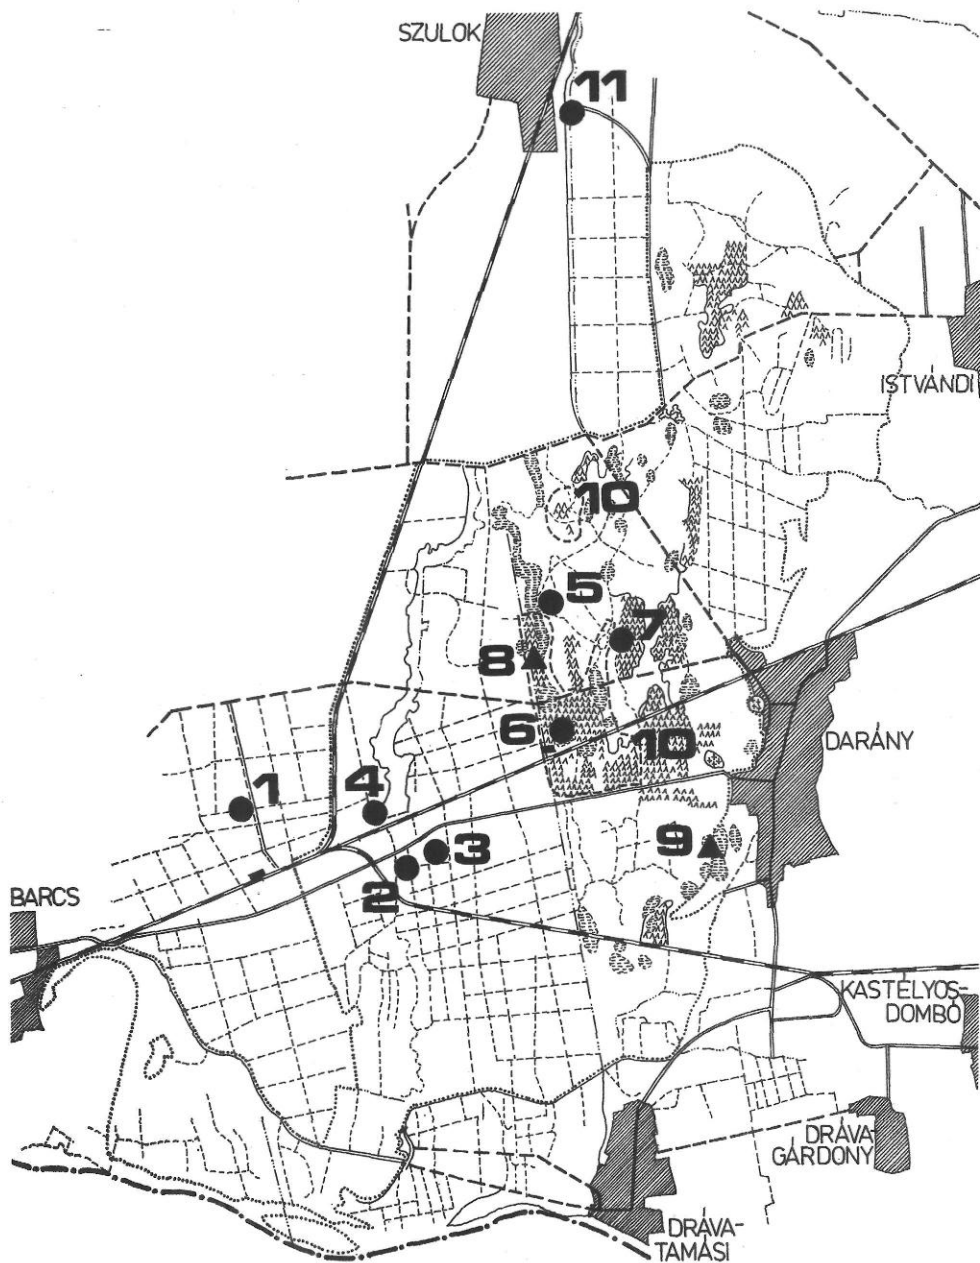 SZULOK
11
ISTVÁNDI
10
5
7
8
6
10
DARÁNY
1
4
9
3
2
BARCS
KASTÉLYOS-
DOMBÓ
DRÁVA-
GÁRDONY
DRÁVA-
TAMÁSI